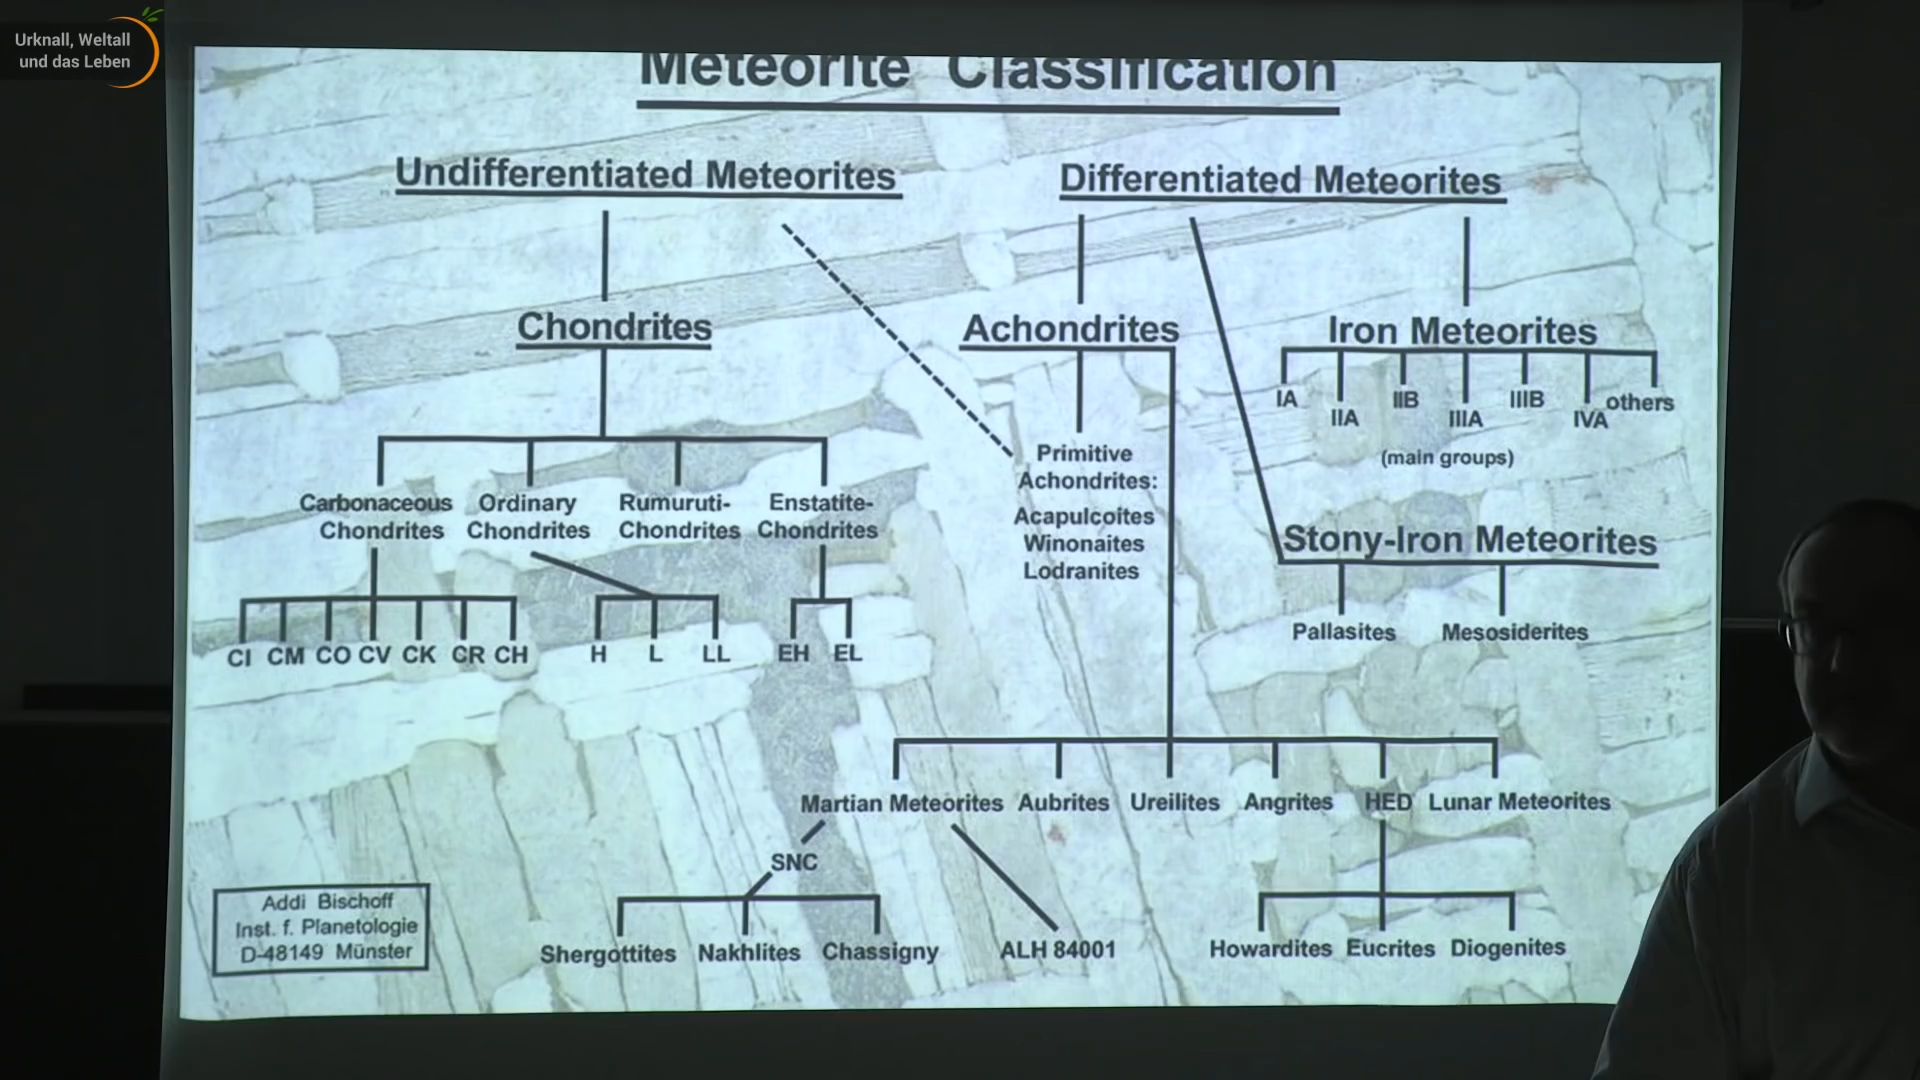 Urknall, Weltall
und das Leben
Meteorite Classification
Undifferentiated Meteorites
Differentiated Meteorites
Chondrites
Achondrites
Iron Meteorites
IA
IIA
IIB
IIIA
IIIB
IVA
others
(main groups)
Carbonaceous
Chondrites
Ordinary
Chondrites
Rumuruti-
Chondrites
Enstatite-
Chondrites
Primitive
Achondrites:
Acapulcoites
Winonaites
Lodranites
Stony-Iron Meteorites
Pallasites
Mesosiderites
CI CM CO CV CK CR CH
H L LL
EH EL
Martian Meteorites
Aubrites
Ureilites
Angrites
HED
Lunar Meteorites
SNC
Shergottites
Nakhlites
Chassigny
ALH 84001
Howardites
Eucrites
Diogenites
Addi Bischoff
Inst. f. Planetologie
D-48149 Münster